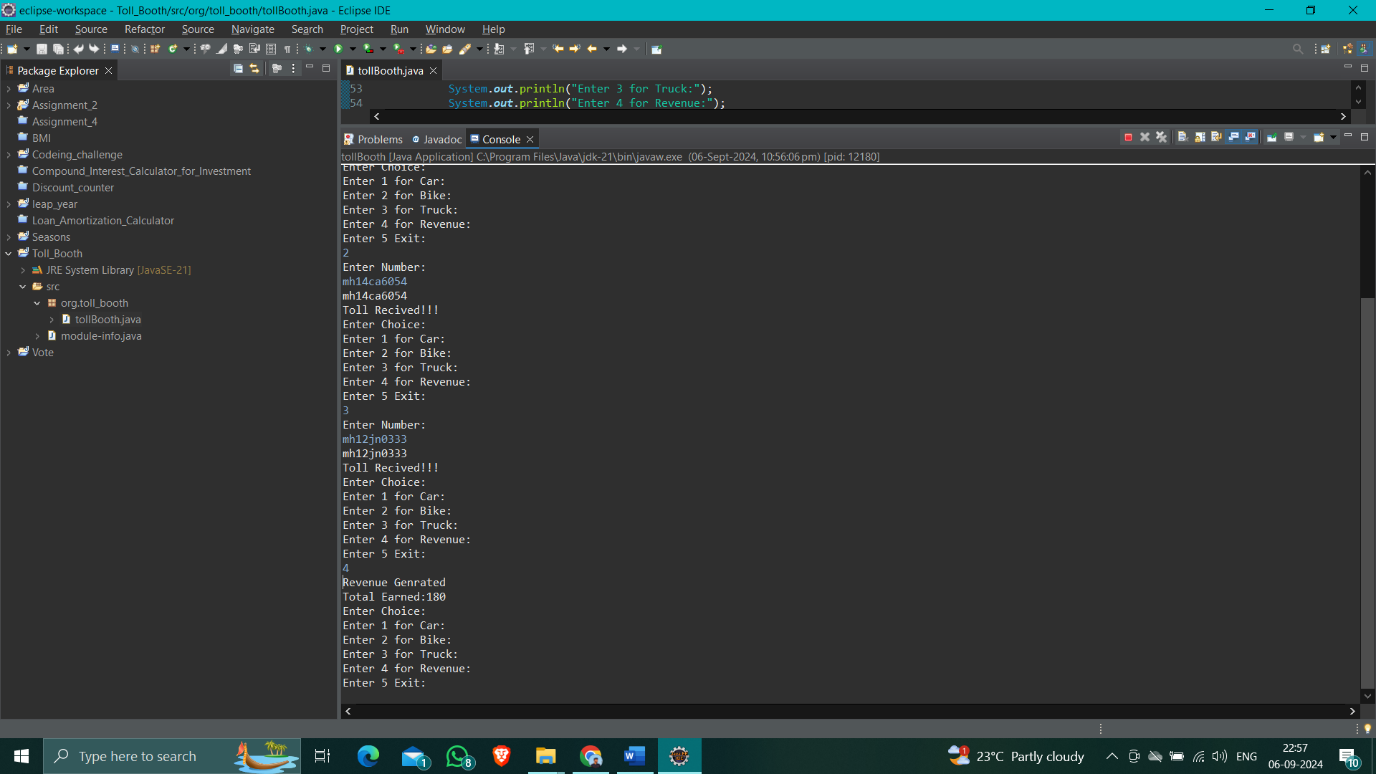 eclipse-workspace - Toll_Booth/src/org/toll_booth/tollBooth.java - Eclipse IDE
File Edit Source Refactor Source Navigate Search Project Run Window Help
Package Explorer
Area
Assignment_2
Assignment_4
BMI
Codeing_challenge
Compound_Interest_Calculator_for_Investment
Discount_counter
leap_year
Loan_Amortization_Calculator
Seasons
Toll_Booth
JRE System Library [JavaSE-21]
src
org.toll_booth
tollBooth.java
module-info.java
Vote
tollBooth.java
53 System.out.println("Enter 3 for Truck:");
54 System.out.println("Enter 4 for Revenue:");
Problems Javadoc Console
tollBooth [Java Application] C:\Program Files\Java\jdk-21\bin\javaw.exe (06-Sept-2024, 10:56:06 pm) [pid: 12180]
Enter Choice:
Enter 1 for Car:
Enter 2 for Bike:
Enter 3 for Truck:
Enter 4 for Revenue:
Enter 5 Exit:
2
Enter Number:
mh14ca6054
mh14ca6054
Toll Recived!!!
Enter Choice:
Enter 1 for Car:
Enter 2 for Bike:
Enter 3 for Truck:
Enter 4 for Revenue:
Enter 5 Exit:
3
Enter Number:
mh12jn0333
mh12jn0333
Toll Recived!!!
Enter Choice:
Enter 1 for Car:
Enter 2 for Bike:
Enter 3 for Truck:
Enter 4 for Revenue:
Enter 5 Exit:
4
Revenue Genrated
Total Earned:180
Enter Choice:
Enter 1 for Car:
Enter 2 for Bike:
Enter 3 for Truck:
Enter 4 for Revenue:
Enter 5 Exit:
Type here to search
1
8
W
1
23°C Partly cloudy
ENG
22:57
06-09-2024
10